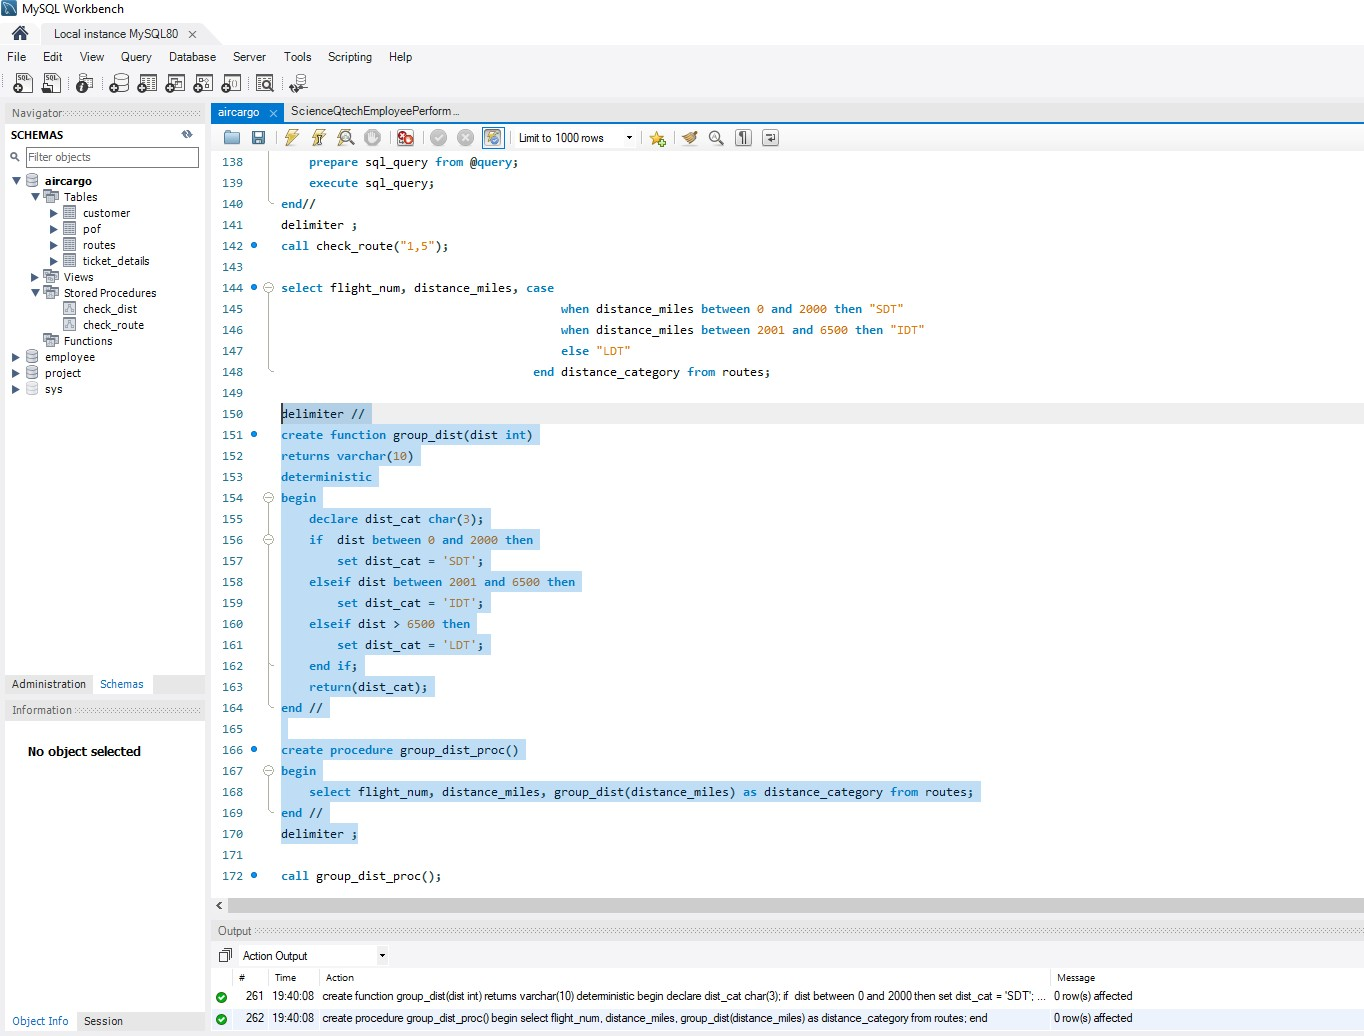 MySQL Workbench
Local instance MySQL80
File Edit View Query Database Server Tools Scripting Help
Navigator
SCHEMAS
Filter objects
aircargo
Tables
customer
pof
routes
ticket_details
Views
Stored Procedures
check_dist
check_route
Functions
employee
project
sys
Administration Schemas
Information
No object selected
Object Info Session
aircargo ScienceQtechEmployeePerform...
Limit to 1000 rows
138 prepare sql_query from @query;
139 execute sql_query;
140 end//
141 delimiter ;
142 call check_route("1,5");
143
144 select flight_num, distance_miles, case
145 when distance_miles between 0 and 2000 then "SDT"
146 when distance_miles between 2001 and 6500 then "IDT"
147 else "LDT"
148 end distance_category from routes;
149
150 delimiter //
151 create function group_dist(dist int)
152 returns varchar(10)
153 deterministic
154 begin
155 declare dist_cat char(3);
156 if  dist between 0 and 2000 then
157 set dist_cat = 'SDT';
158 elseif dist between 2001 and 6500 then
159 set dist_cat = 'IDT';
160 elseif dist > 6500 then
161 set dist_cat = 'LDT';
162 end if;
163 return(dist_cat);
164 end //
165
166 create procedure group_dist_proc()
167 begin
168 select flight_num, distance_miles, group_dist(distance_miles) as distance_category from routes;
169 end //
170 delimiter ;
171
172 call group_dist_proc();
Output
Action Output
# Time Action Message
261 19:40:08 create function group_dist(dist int) returns varchar(10) deterministic begin declare dist_cat char(3); if  dist between 0 and 2000 then set dist_cat = 'SDT'; ... 0 row(s) affected
262 19:40:08 create procedure group_dist_proc() begin select flight_num, distance_miles, group_dist(distance_miles) as distance_category from routes; end 0 row(s) affected